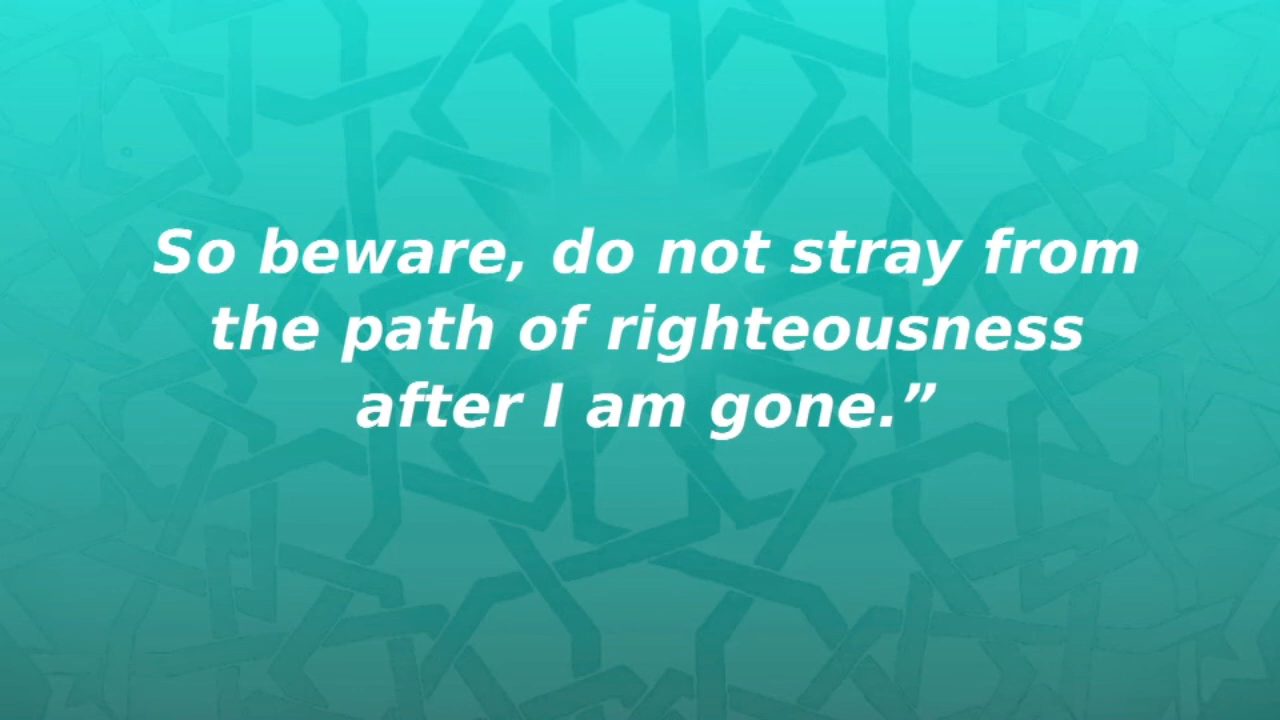 So beware, do not stray from
the path of righteousness
after I am gone.”